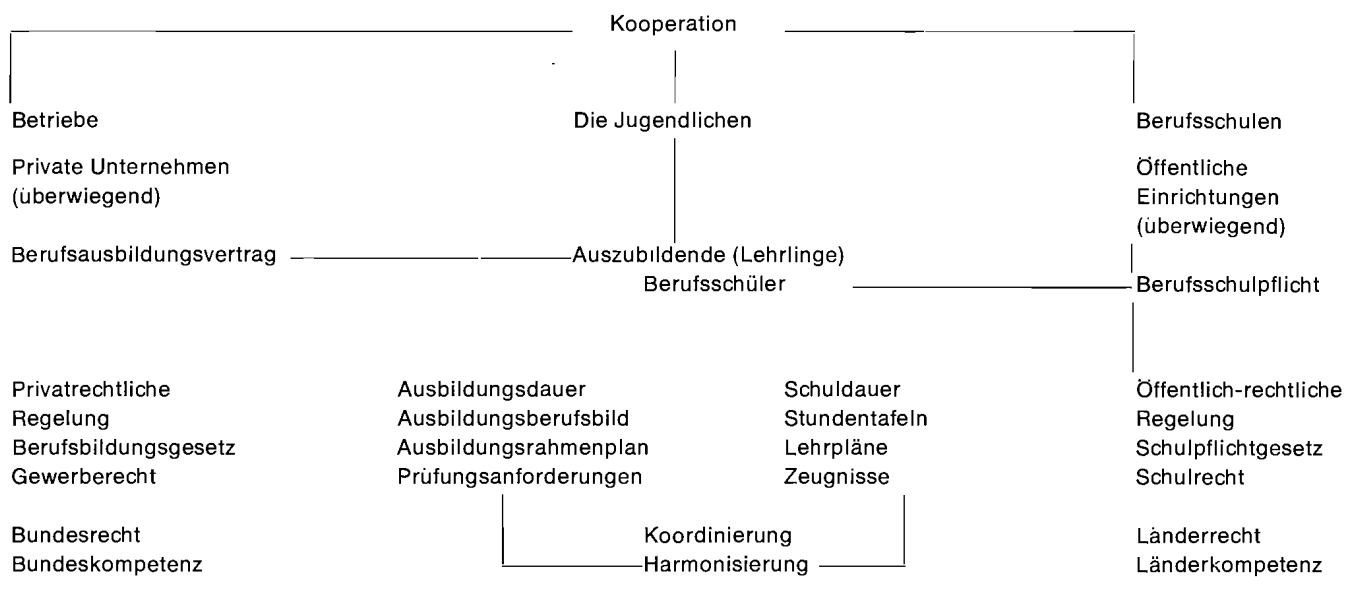 Kooperation
Betriebe Die Jugendlichen Berufsschulen
Private Unternehmen Öffentliche
(überwiegend) Einrichtungen
(überwiegend)
Berufsausbildungsvertrag Auszubildende (Lehrlinge)
Berufsschüler Berufsschulpflicht
Privatrechtliche Ausbildungsdauer Schuldauer Öffentlich-rechtliche
Regelung Ausbildungsberufsbild Stundentafeln Regelung
Berufsbildungsgesetz Ausbildungsrahmenplan Lehrpläne Schulpflichtgesetz
Gewerberecht Prüfungsanforderungen Zeugnisse Schulrecht
Bundesrecht Koordinierung Länderrecht
Bundeskompetenz Harmonisierung Länderkompetenz